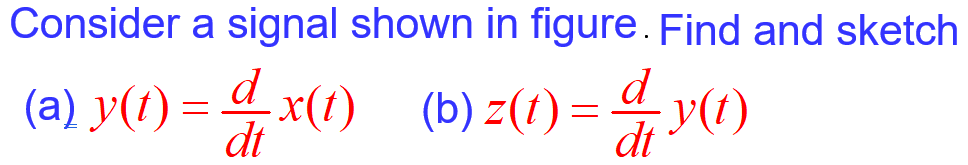 Consider a signal shown in figure. Find and sketch
(a) y(t) = d/dt x(t) (b) z(t) = d/dt y(t)